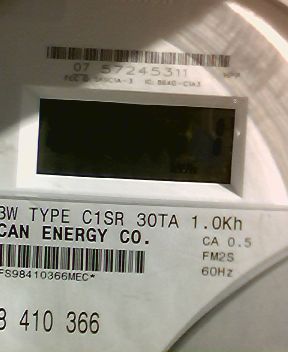 07 57245311
3W TYPE C1SR 30TA 1.0Kh
CAN ENERGY CO.
CA 0.5
FM2S
60Hz
FS98410366MEC*
8 410 366